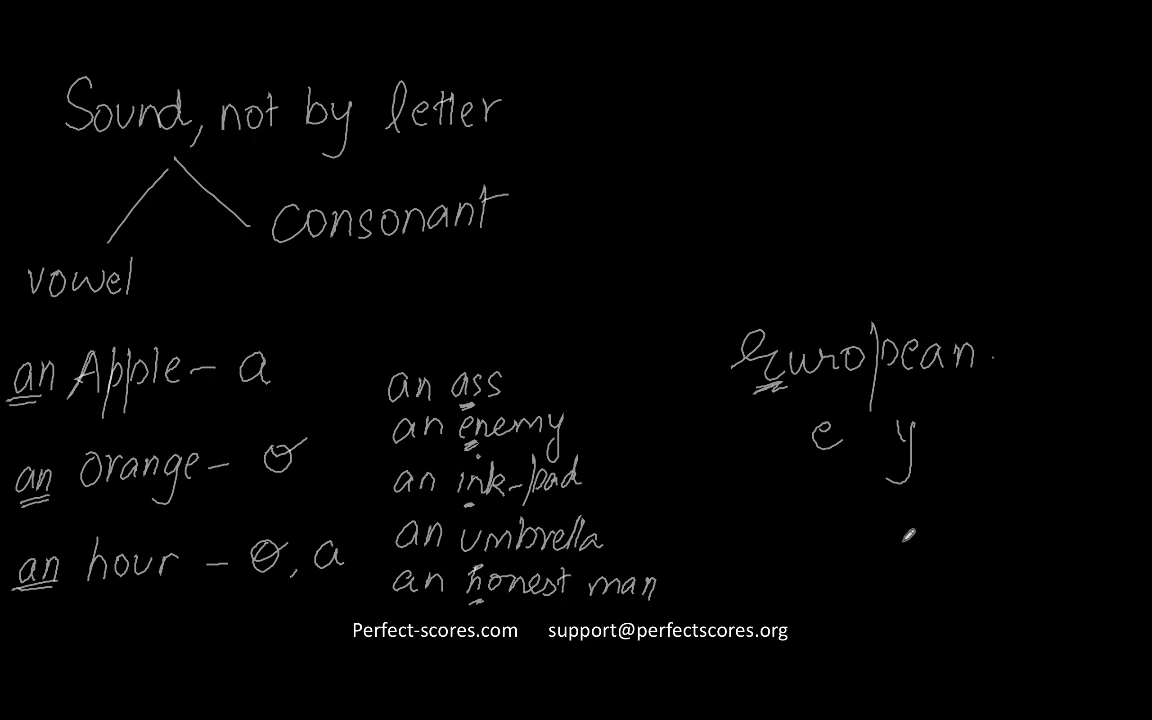 Sound, not by letter
vowel
consonant
an Apple - a
an orange - o
an hour - o, a
an ass
an enemy
an ink-pad
an umbrella
an honest man
European
e y
Perfect-scores.com support@perfectscores.org